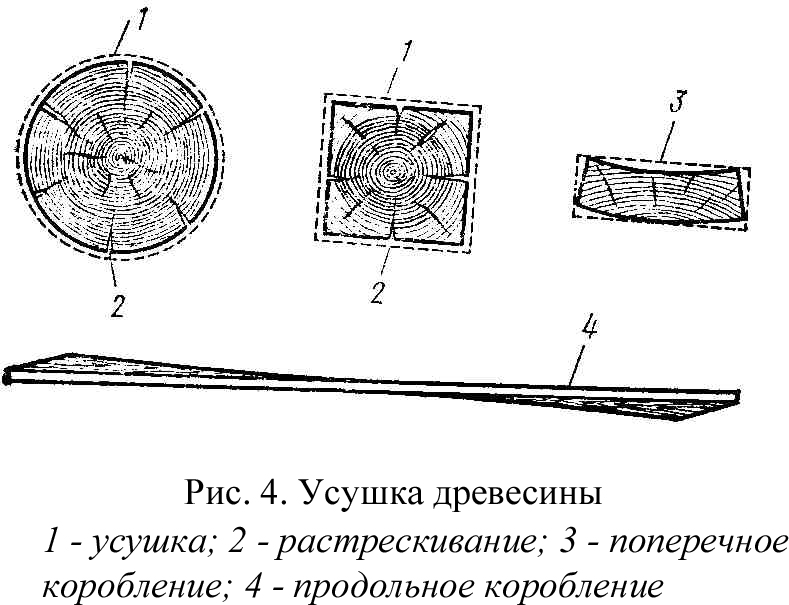 1
1
3
2
2
4
Рис. 4. Усушка древесины
1 - усушка; 2 - растрескивание; 3 - поперечное
коробление; 4 - продольное коробление